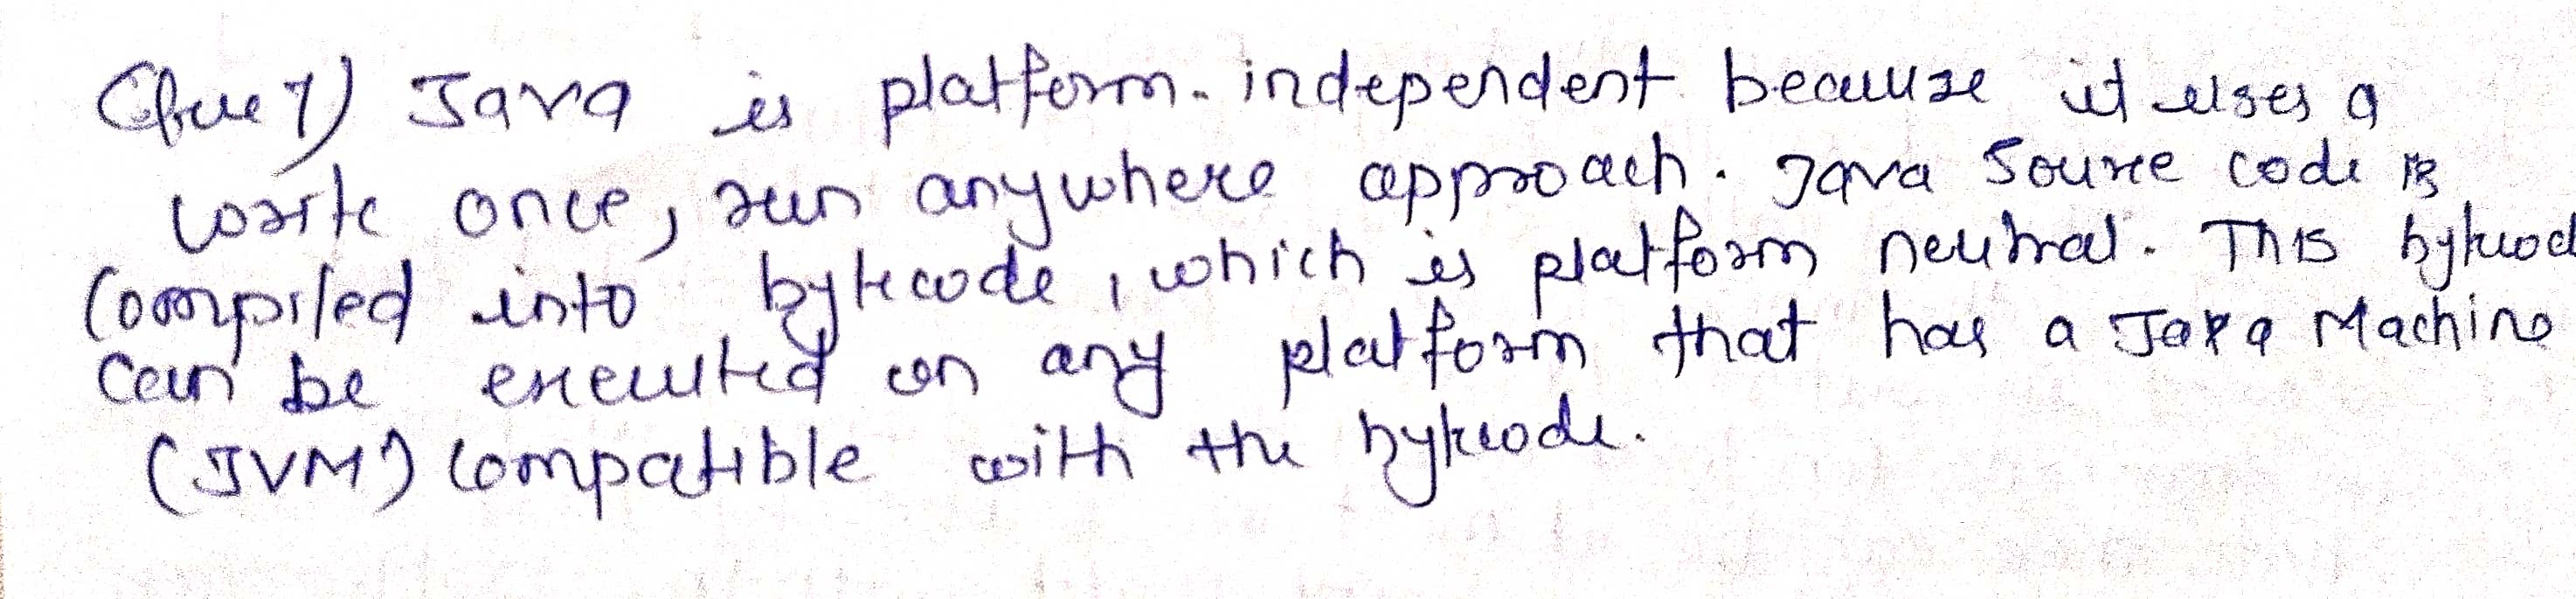 Que 7) Java is platform-independent because it uses a
write once, run anywhere approach. Java source code is
compiled into bytecode, which is platform neutral. This bytecod
can be executed on any platform that has a Java Machine
(JVM) compatible with the bytecode.